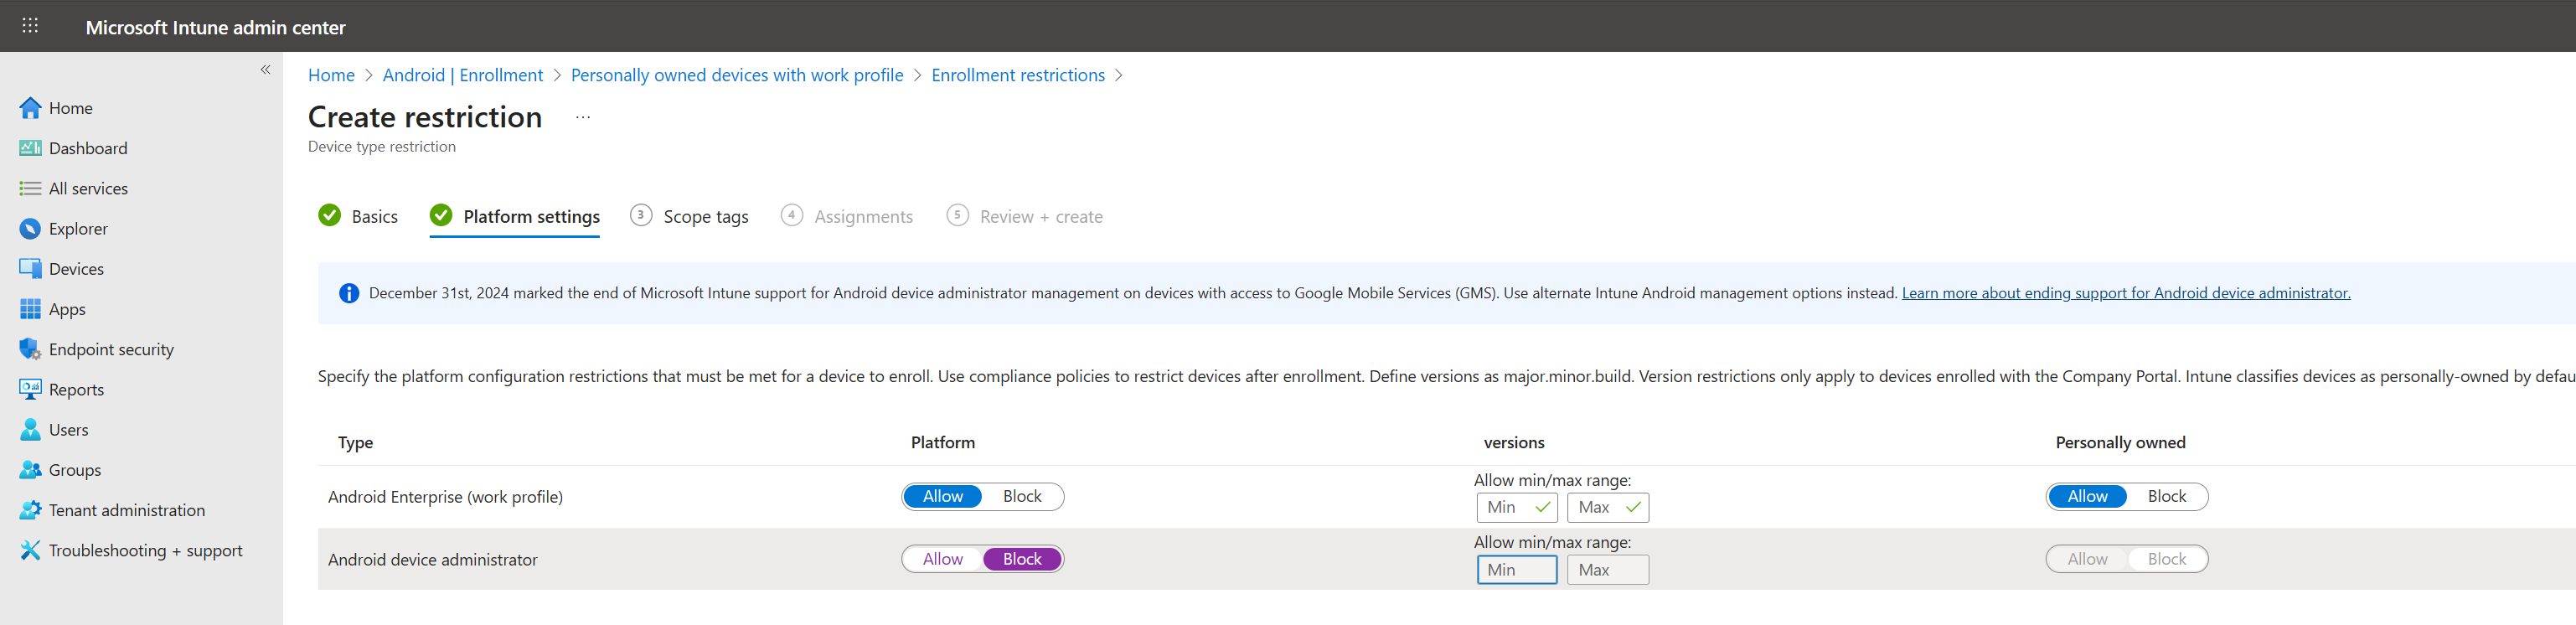 Microsoft Intune admin center
Home > Android | Enrollment > Personally owned devices with work profile > Enrollment restrictions >
Create restriction ...
Device type restriction
Home
Dashboard
All services
Explorer
Devices
Apps
Endpoint security
Reports
Users
Groups
Tenant administration
Troubleshooting + support
Basics Platform settings 3 Scope tags 4 Assignments 5 Review + create
December 31st, 2024 marked the end of Microsoft Intune support for Android device administrator management on devices with access to Google Mobile Services (GMS). Use alternate Intune Android management options instead. Learn more about ending support for Android device administrator.
Specify the platform configuration restrictions that must be met for a device to enroll. Use compliance policies to restrict devices after enrollment. Define versions as major.minor.build. Version restrictions only apply to devices enrolled with the Company Portal. Intune classifies devices as personally-owned by defau
Type Platform versions Personally owned
Allow min/max range:
Android Enterprise (work profile) Allow Block Min Max Allow Block
Allow min/max range:
Android device administrator Allow Block Min Max Allow Block